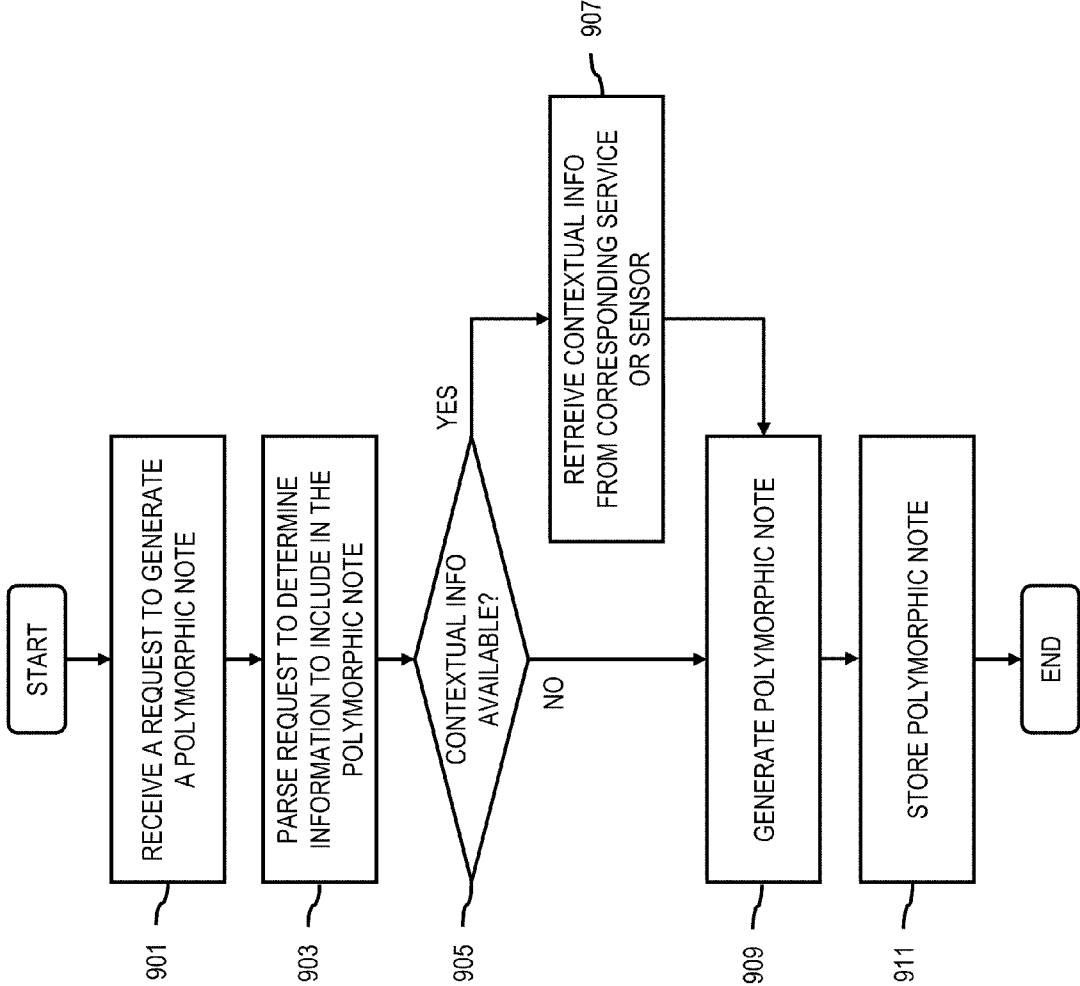 START
RECEIVE A REQUEST TO GENERATE
A POLYMORPHIC NOTE
901
PARSE REQUEST TO DETERMINE
INFORMATION TO INCLUDE IN THE
POLYMORPHIC NOTE
903
CONTEXTUAL INFO
AVAILABLE?
905
YES
NO
RETREIVE CONTEXTUAL INFO
FROM CORRESPONDING SERVICE
OR SENSOR
907
GENERATE POLYMORPHIC NOTE
909
STORE POLYMORPHIC NOTE
911
END